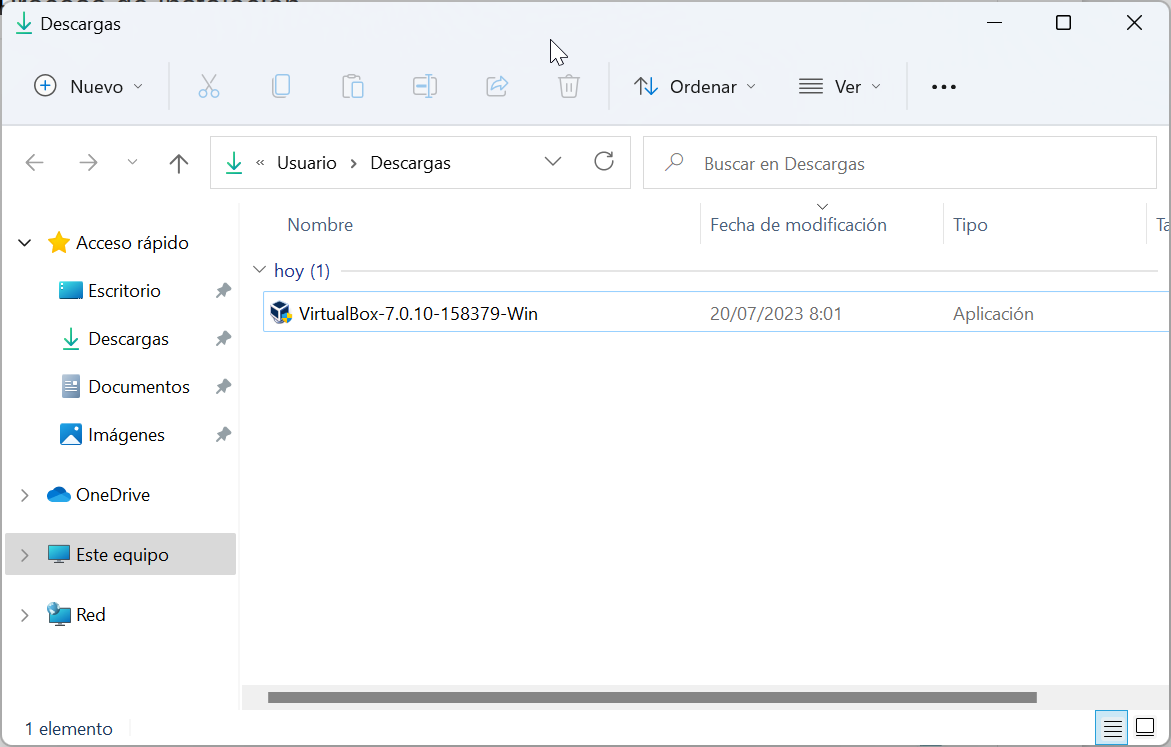 Descargas
Nuevo
Ordenar
Ver
« Usuario > Descargas
Buscar en Descargas
Nombre
Fecha de modificación
Tipo
Acceso rápido
hoy (1)
Escritorio
VirtualBox-7.0.10-158379-Win
20/07/2023 8:01
Aplicación
Descargas
Documentos
Imágenes
OneDrive
Este equipo
Red
1 elemento